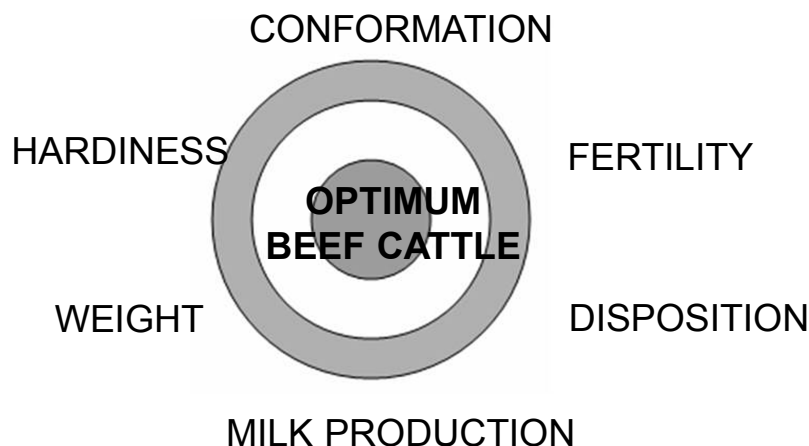 CONFORMATION
HARDINESS
FERTILITY
OPTIMUM
BEEF CATTLE
WEIGHT
DISPOSITION
MILK PRODUCTION